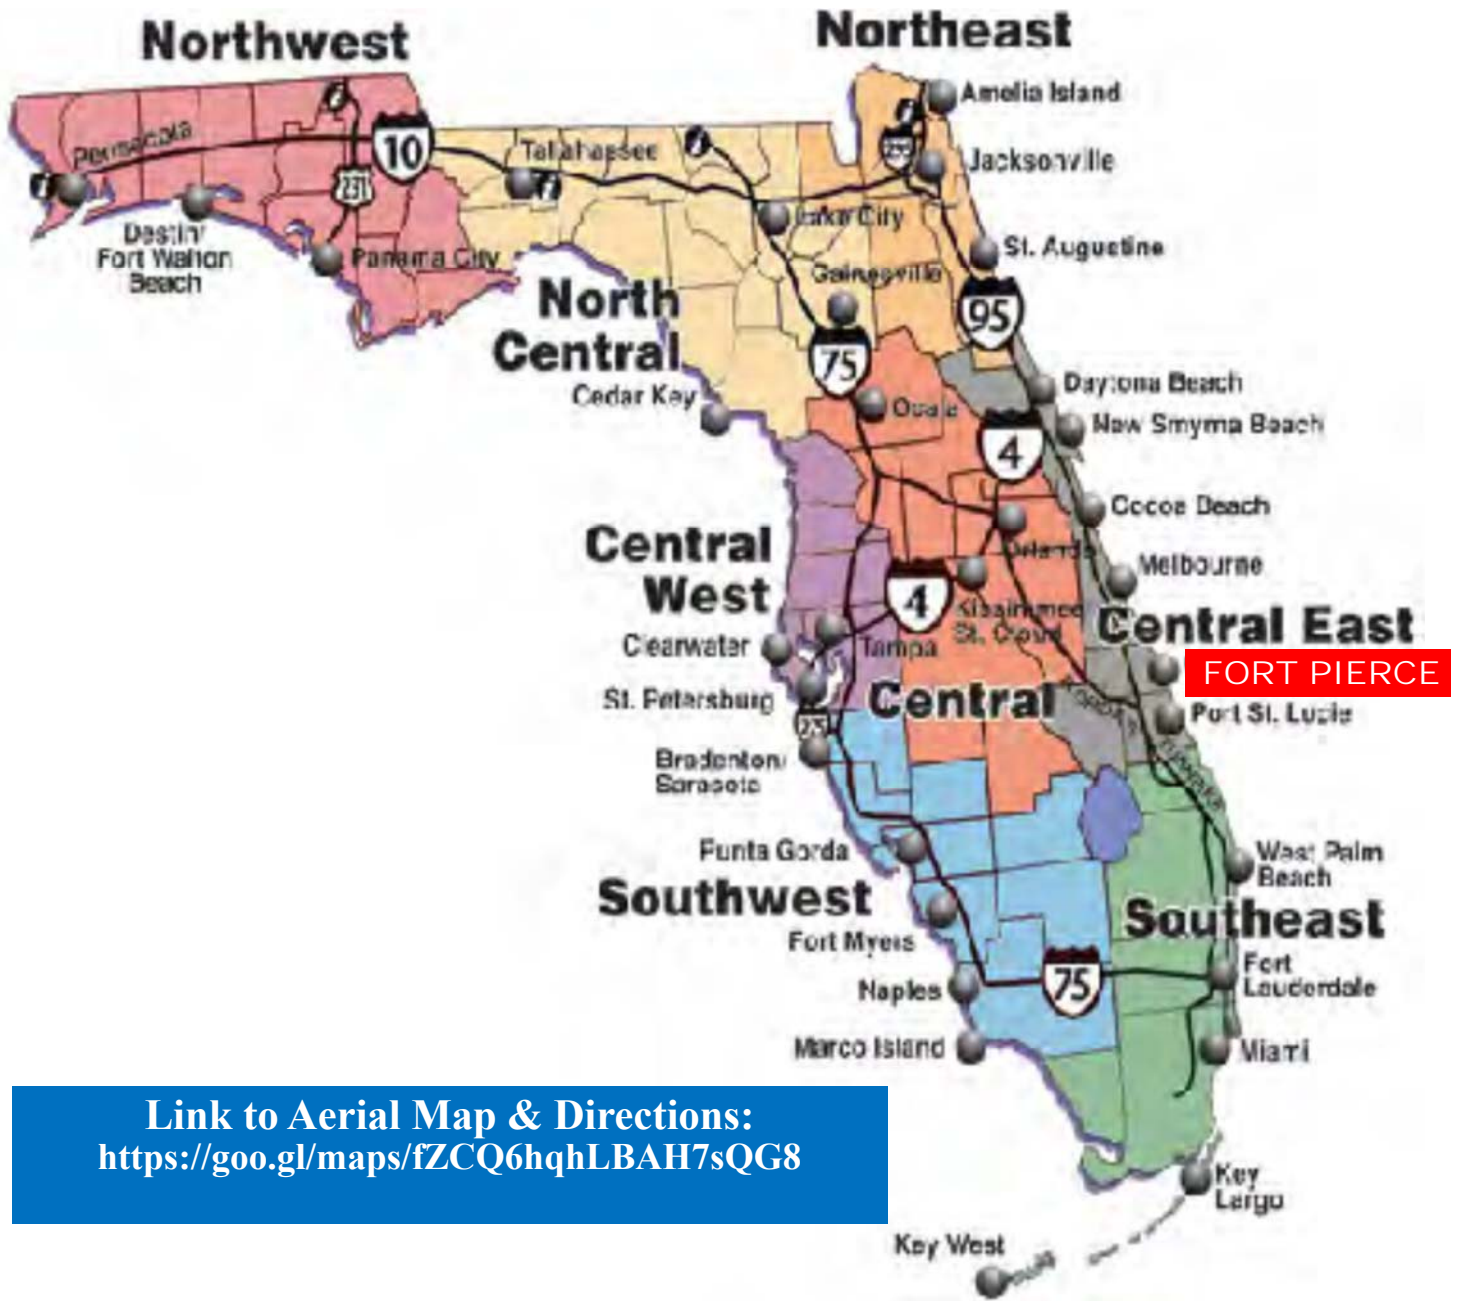 Northwest
Northeast
Amelia Island
Pensacola
10
Tallahassee
295
Jacksonville
231
Lake City
Destin/
Fort Walton
Beach
Panama City
St. Augustine
Gainesville
North
Central
95
75
Cedar Key
Ocala
Daytona Beach
New Smyrna Beach
4
Cocoa Beach
Central
West
Orlando
Melbourne
4
Kissimmee
St. Cloud
Central East
Clearwater
Tampa
FORT PIERCE
St. Petersburg
Central
Port St. Lucie
275
Bradenton/
Sarasota
Punta Gorda
West Palm
Beach
Southwest
Southeast
Fort Myers
Fort
Lauderdale
75
Naples
Marco Island
Miami
Link to Aerial Map & Directions:
https://goo.gl/maps/fZCQ6hqhLBAH7sQG8
Key
Largo
Key West